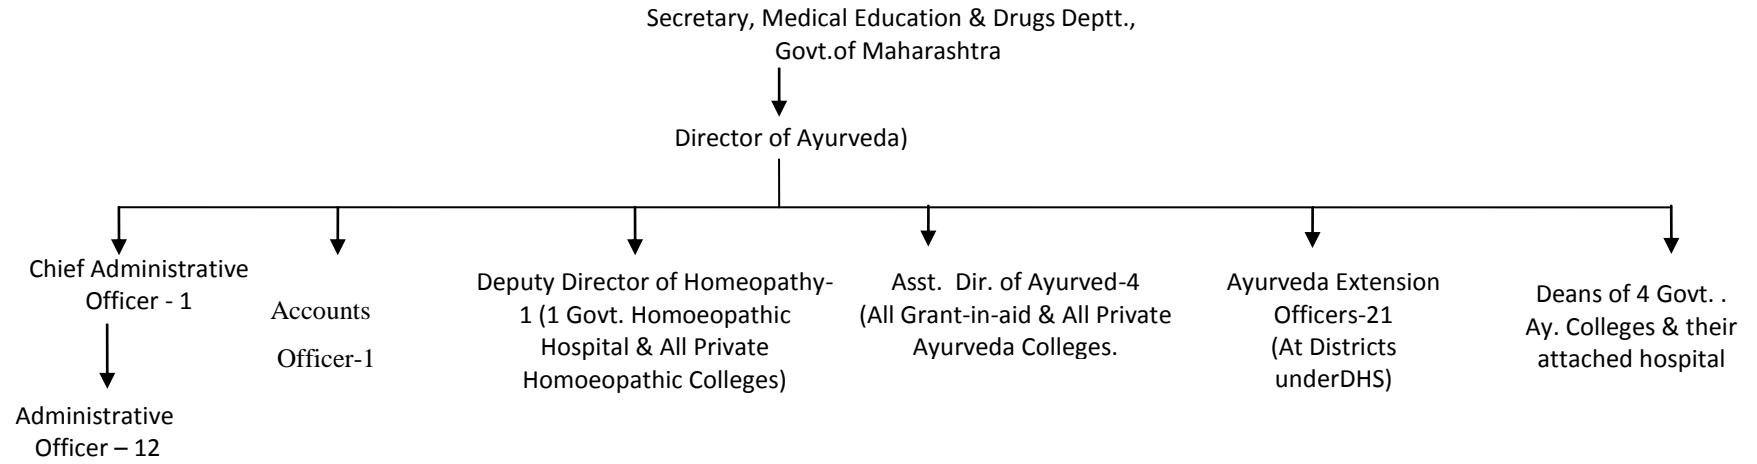 Secretary, Medical Education & Drugs Deptt.,
Govt.of Maharashtra
Director of Ayurveda)
Chief Administrative
Officer - 1
Administrative
Officer – 12
Accounts
Officer-1
Deputy Director of Homeopathy-
1 (1 Govt. Homoeopathic
Hospital & All Private
Homoeopathic Colleges)
Asst. Dir. of Ayurved-4
(All Grant-in-aid & All Private
Ayurveda Colleges.
Ayurveda Extension
Officers-21
(At Districts
underDHS)
Deans of 4 Govt. .
Ay. Colleges & their
attached hospital